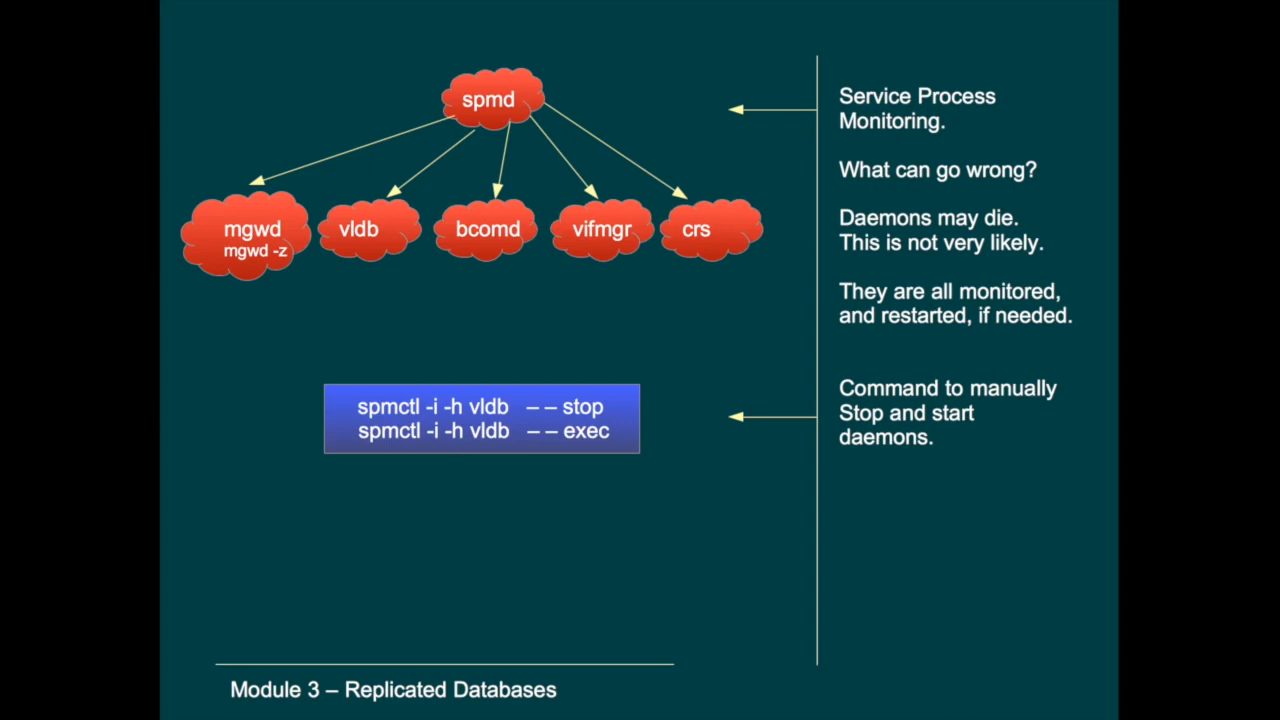 spmd
mgwd
mgwd -z
vldb
bcomd
vifmgr
crs
spmctl -i -h vldb – – stop
spmctl -i -h vldb – – exec
Service Process
Monitoring.
What can go wrong?
Daemons may die.
This is not very likely.
They are all monitored,
and restarted, if needed.
Command to manually
Stop and start
daemons.
Module 3 – Replicated Databases